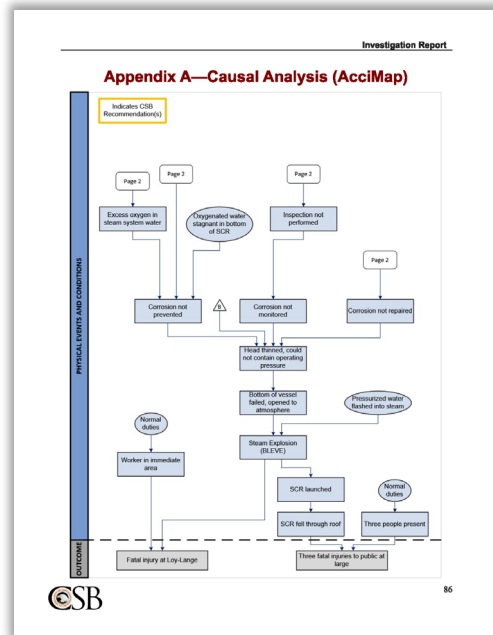 Investigation Report
Appendix A—Causal Analysis (AcciMap)
Indicates CSB
Recommendation(s)
Page 2
Page 2
Page 2
Excess oxygen in
steam system water
Oxygenated water
stagnant in bottom
of SCR
Inspection not
performed
Page 2
PHYSICAL EVENTS AND CONDITIONS
Corrosion not
prevented
B
Corrosion not
monitored
Corrosion not repaired
Head thinned, could
not contain operating
pressure
Bottom of vessel
failed, opened to
atmosphere
Pressurized water
flashed into steam
Normal
duties
Steam Explosion
(BLEVE)
Worker in immediate
area
SCR launched
Normal
duties
SCR fell through roof
Three people present
OUTCOME
Fatal injury at Loy-Lange
Three fatal injuries to public at
large
CSB
86